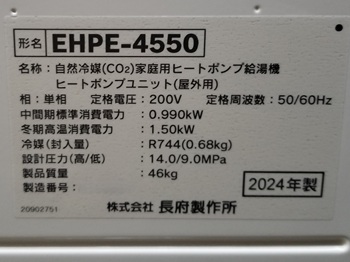 形名 EHPE-4550
名称：自然冷媒(CO₂)家庭用ヒートポンプ給湯機
ヒートポンプユニット(屋外用)
相：単相 定格電圧：200V 定格周波数：50/60Hz
中間期標準消費電力：0.990kW
冬期高温消費電力：1.50kW
冷媒(封入量)：R744(0.68kg)
設計圧力(高/低)：14.0/9.0MPa
製品質量：46kg
製造番号：
2024年製
20902751
株式会社 長府製作所